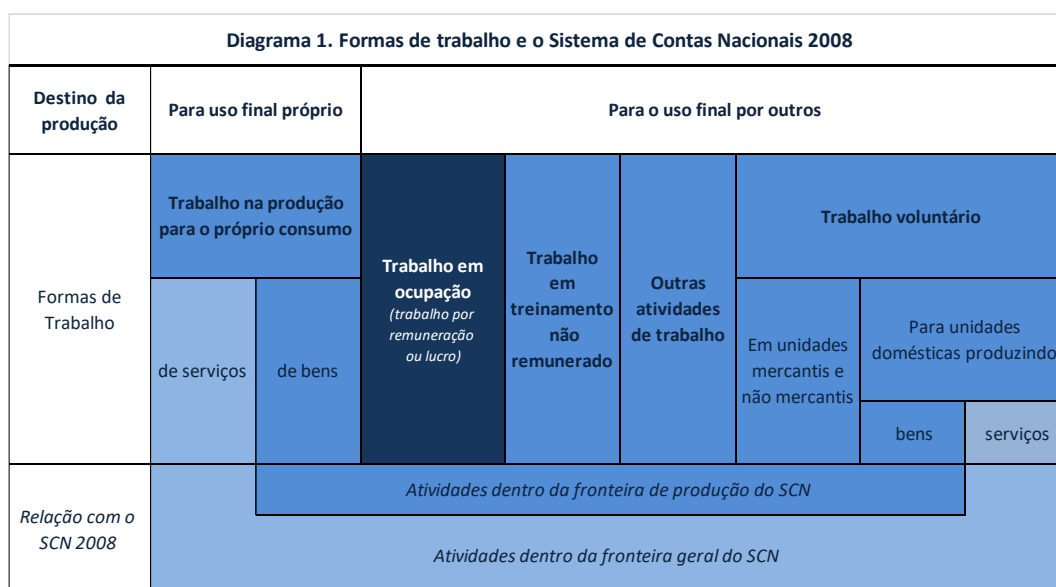 Diagrama 1. Formas de trabalho e o Sistema de Contas Nacionais 2008
Destino da
produção
Para uso final próprio
Para o uso final por outros
Formas de
Trabalho
Trabalho na produção
para o próprio consumo
de serviços
de bens
Trabalho em
ocupação
(trabalho por
remuneração
ou lucro)
Trabalho
em
treinamento
não
remunerado
Outras
atividades
de trabalho
Trabalho voluntário
Em unidades
mercantis e
não mercantis
Para unidades
domésticas produzindo
bens
serviços
Relação com o
SCN 2008
Atividades dentro da fronteira de produção do SCN
Atividades dentro da fronteira geral do SCN